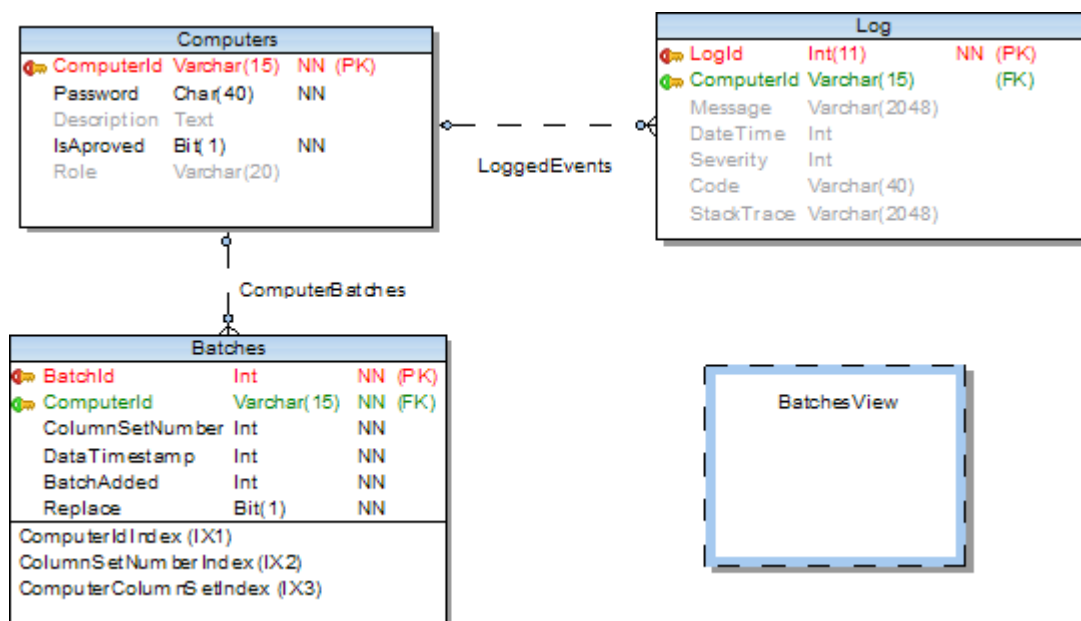 Computers
ComputerId Varchar(15) NN (PK)
Password Char(40) NN
Description Text
IsAproved Bit(1) NN
Role Varchar(20)
LoggedEvents
Log
LogId Int(11) NN (PK)
ComputerId Varchar(15) (FK)
Message Varchar(2048)
DateTime Int
Severity Int
Code Varchar(40)
StackTrace Varchar(2048)
ComputerBatches
Batches
BatchId Int NN (PK)
ComputerId Varchar(15) NN (FK)
ColumnSetNumber Int NN
DataTimestamp Int NN
BatchAdded Int NN
Replace Bit(1) NN
ComputerIdIndex (IX1)
ColumnSetNumberIndex (IX2)
ComputerColumnSetIndex (IX3)
BatchesView